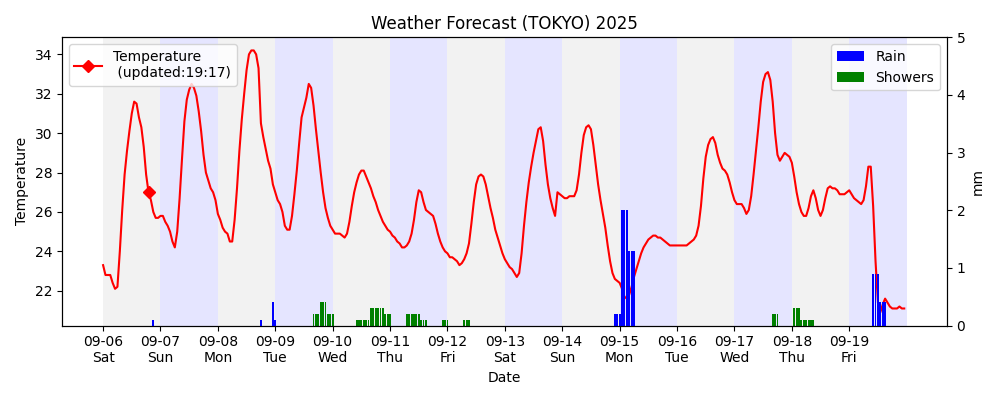 Weather Forecast (TOKYO) 2025
Temperature
(updated:19:17)
Rain
Showers
Temperature
34
32
30
28
26
24
22
5
4
3
2
1
0
mm
09-06 09-07 09-08 09-09 09-10 09-11 09-12 09-13 09-14 09-15 09-16 09-17 09-18 09-19
Sat Sun Mon Tue Wed Thu Fri Sat Sun Mon Tue Wed Thu Fri
Date